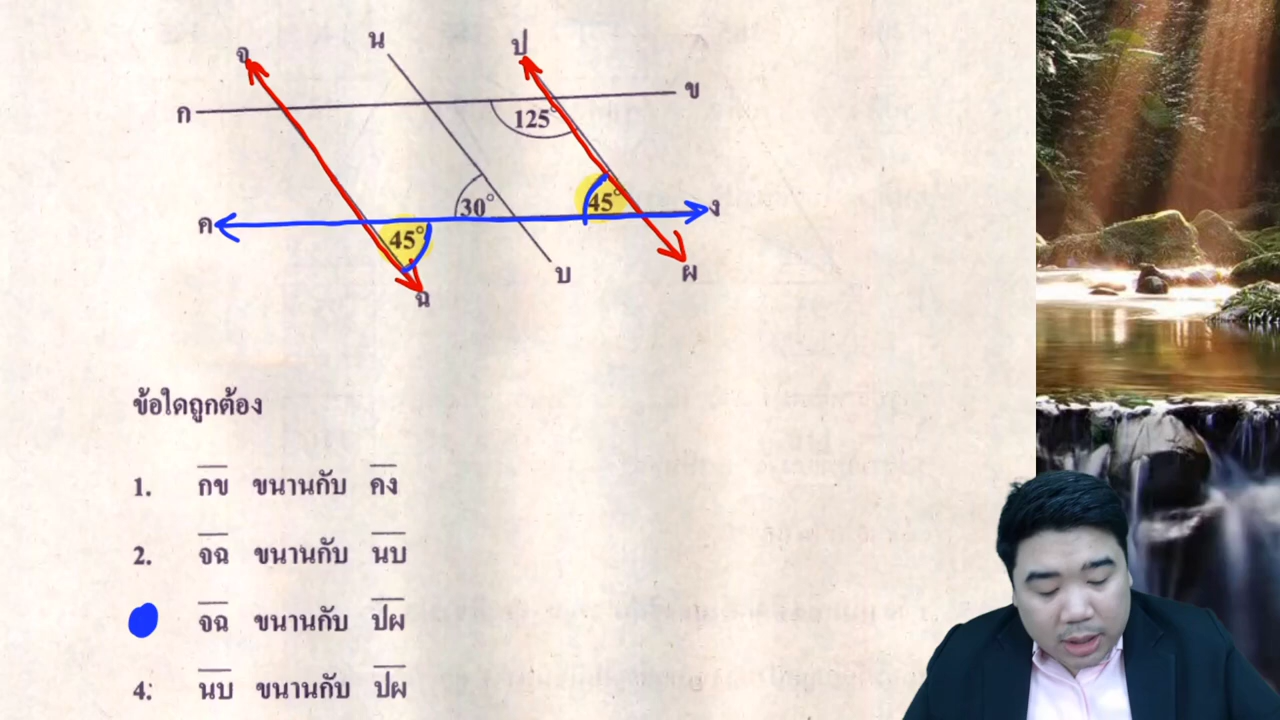 จ น ป
ก ข
125°
ค 45° 30° 45° ง
ฉ บ ผ
ข้อใดถูกต้อง
1. กข ขนานกับ คง
2. จฉ ขนานกับ นบ
จฉ ขนานกับ ปผ
4. นบ ขนานกับ ปผ